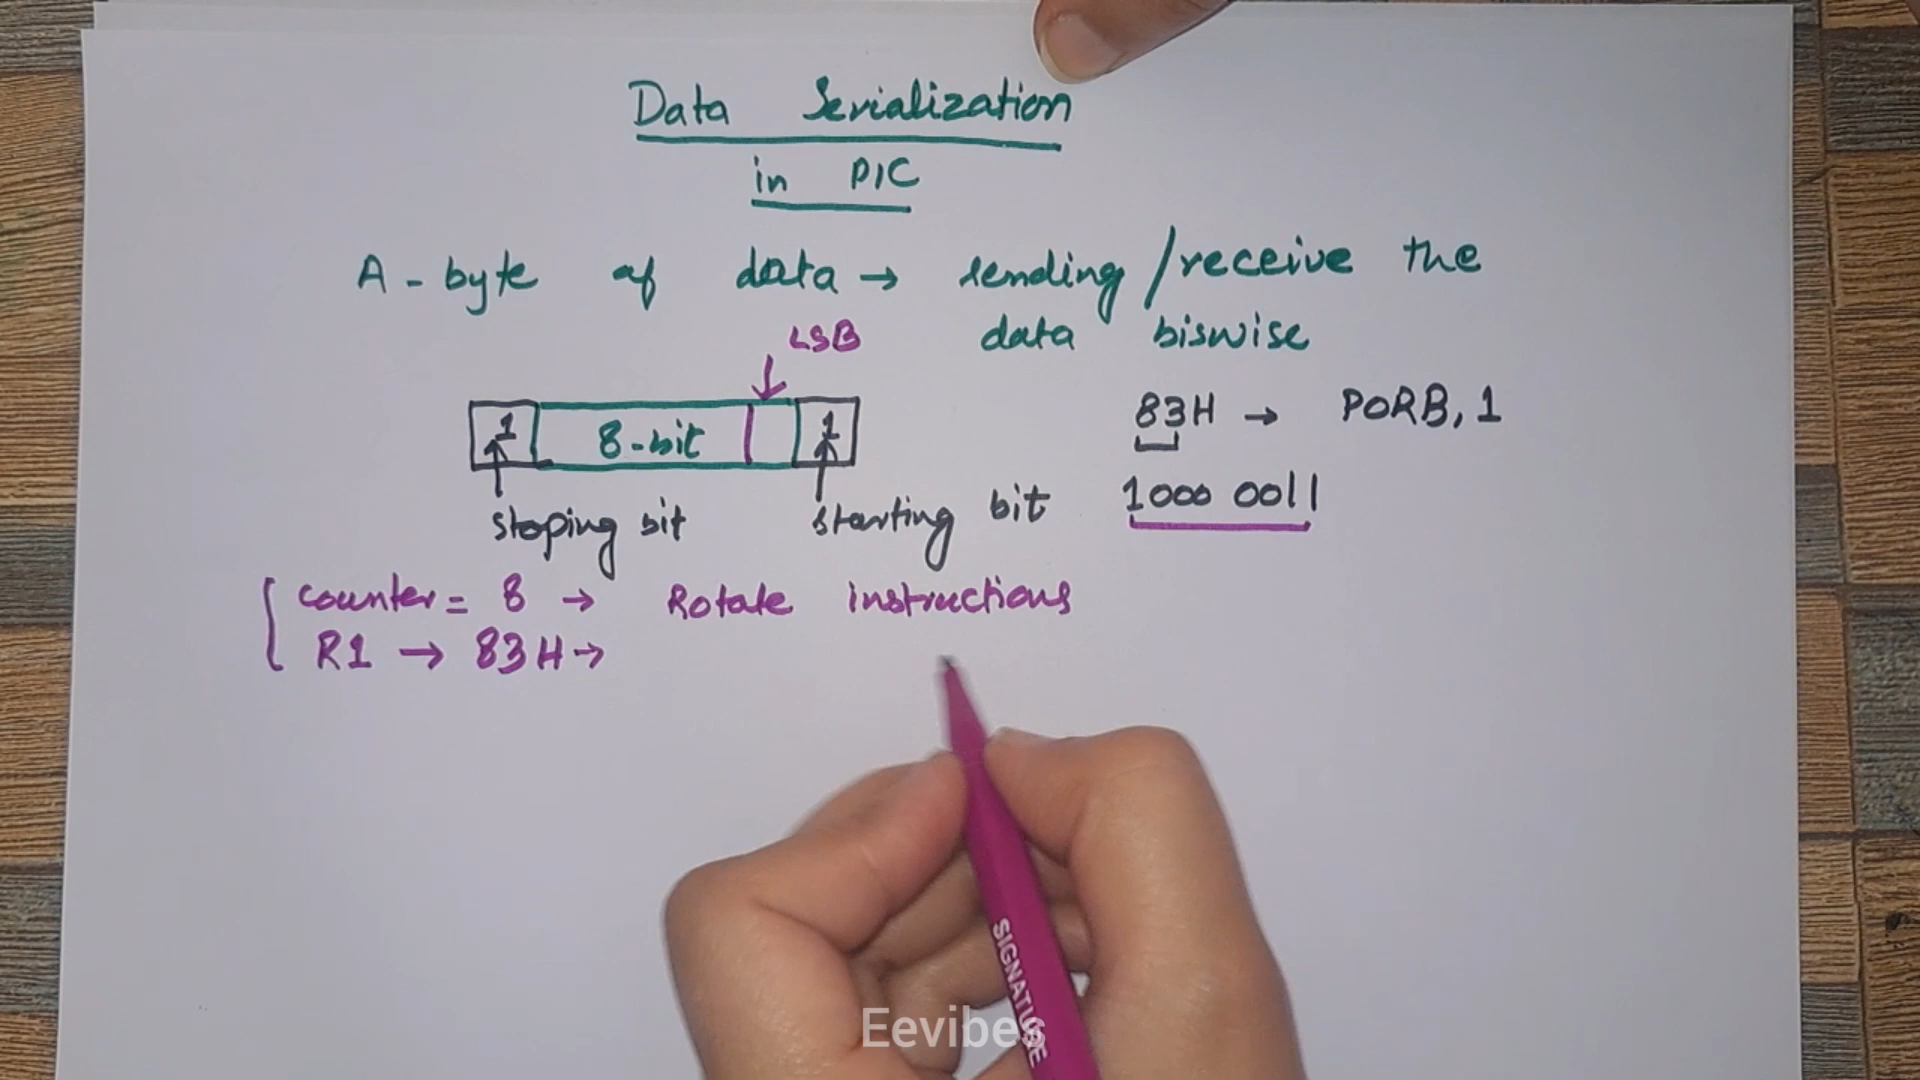 Data Serialization
in PIC
A-byte of data → sending/receive the
data biswise
LSB
1 8-bit 1
stoping bit
starting bit
83H → PORB,1
1000 0011
counter = 8 → Rotate instructions
R1 → 83H →
SIGNATURE
Eevibes